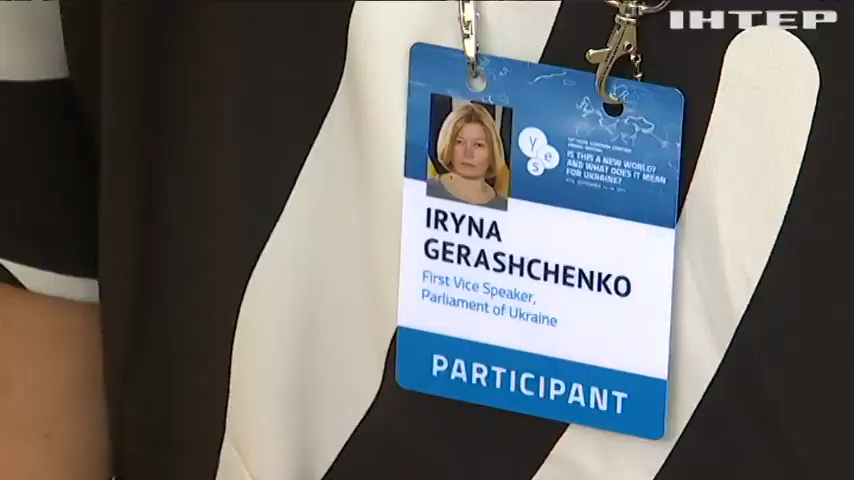 ІНТЕР
yes
IS THIS A NEW WORLD?
AND WHAT DOES IT MEAN
FOR UKRAINE?
IRYNA
GERASHCHENKO
First Vice Speaker,
Parliament of Ukraine
PARTICIPANT